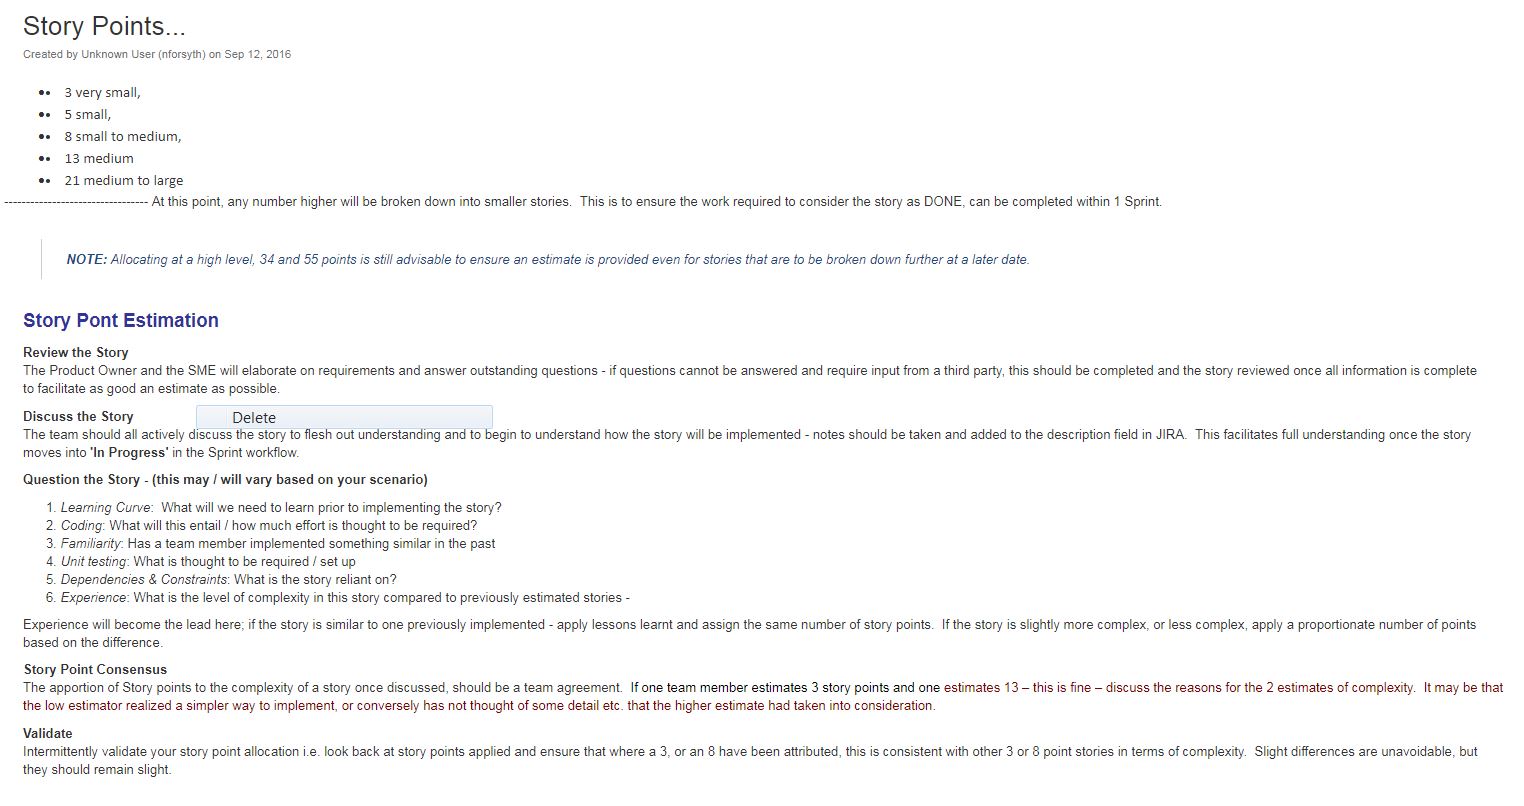 Story Points...
Created by Unknown User (nforsyth) on Sep 12, 2016
•• 3 very small,
•• 5 small,
•• 8 small to medium,
•• 13 medium
•• 21 medium to large
--------------------------------- At this point, any number higher will be broken down into smaller stories.  This is to ensure the work required to consider the story as DONE, can be completed within 1 Sprint.
NOTE: Allocating at a high level, 34 and 55 points is still advisable to ensure an estimate is provided even for stories that are to be broken down further at a later date.
Story Pont Estimation
Review the Story
The Product Owner and the SME will elaborate on requirements and answer outstanding questions - if questions cannot be answered and require input from a third party, this should be completed and the story reviewed once all information is complete
to facilitate as good an estimate as possible.
Discuss the Story
Delete
The team should all actively discuss the story to flesh out understanding and to begin to understand how the story will be implemented - notes should be taken and added to the description field in JIRA.  This facilitates full understanding once the story
moves into 'In Progress' in the Sprint workflow.
Question the Story - (this may / will vary based on your scenario)
1. Learning Curve:  What will we need to learn prior to implementing the story?
2. Coding: What will this entail / how much effort is thought to be required?
3. Familiarity: Has a team member implemented something similar in the past
4. Unit testing: What is thought to be required / set up
5. Dependencies & Constraints: What is the story reliant on?
6. Experience: What is the level of complexity in this story compared to previously estimated stories -
Experience will become the lead here; if the story is similar to one previously implemented - apply lessons learnt and assign the same number of story points.  If the story is slightly more complex, or less complex, apply a proportionate number of points
based on the difference.
Story Point Consensus
The apportion of Story points to the complexity of a story once discussed, should be a team agreement.  If one team member estimates 3 story points and one estimates 13 – this is fine – discuss the reasons for the 2 estimates of complexity.  It may be that
the low estimator realized a simpler way to implement, or conversely has not thought of some detail etc. that the higher estimate had taken into consideration.
Validate
Intermittently validate your story point allocation i.e. look back at story points applied and ensure that where a 3, or an 8 have been attributed, this is consistent with other 3 or 8 point stories in terms of complexity.  Slight differences are unavoidable, but
they should remain slight.